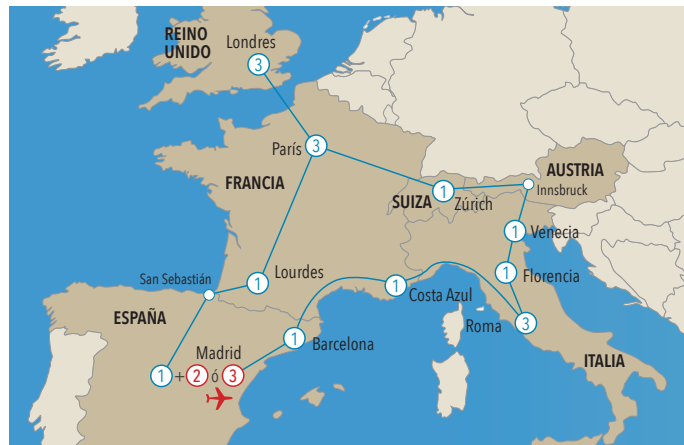 REINO
UNIDO
Londres
3
París
3
FRANCIA
SUIZA
1
Zúrich
AUSTRIA
Innsbruck
1
Venecia
1
Florencia
Roma
3
ITALIA
1
Costa Azul
1
Barcelona
Lourdes
1
San Sebastián
ESPAÑA
Madrid
1 + 2 ó 3